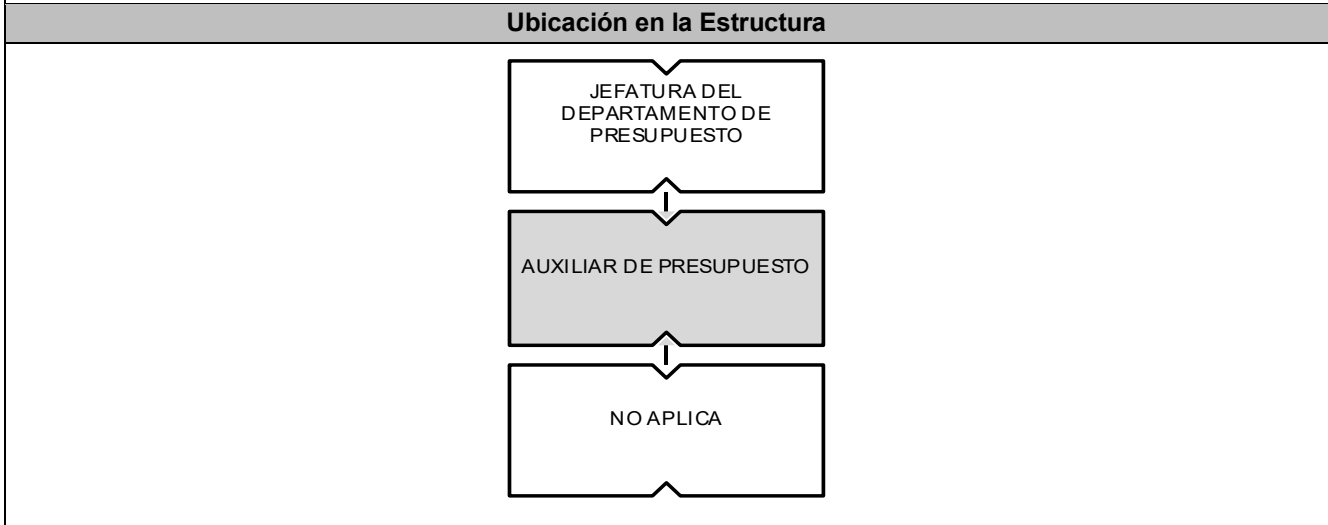 Ubicación en la Estructura
JEFATURA DEL
DEPARTAMENTO DE
PRESUPUESTO
AUXILIAR DE PRESUPUESTO
NO APLICA